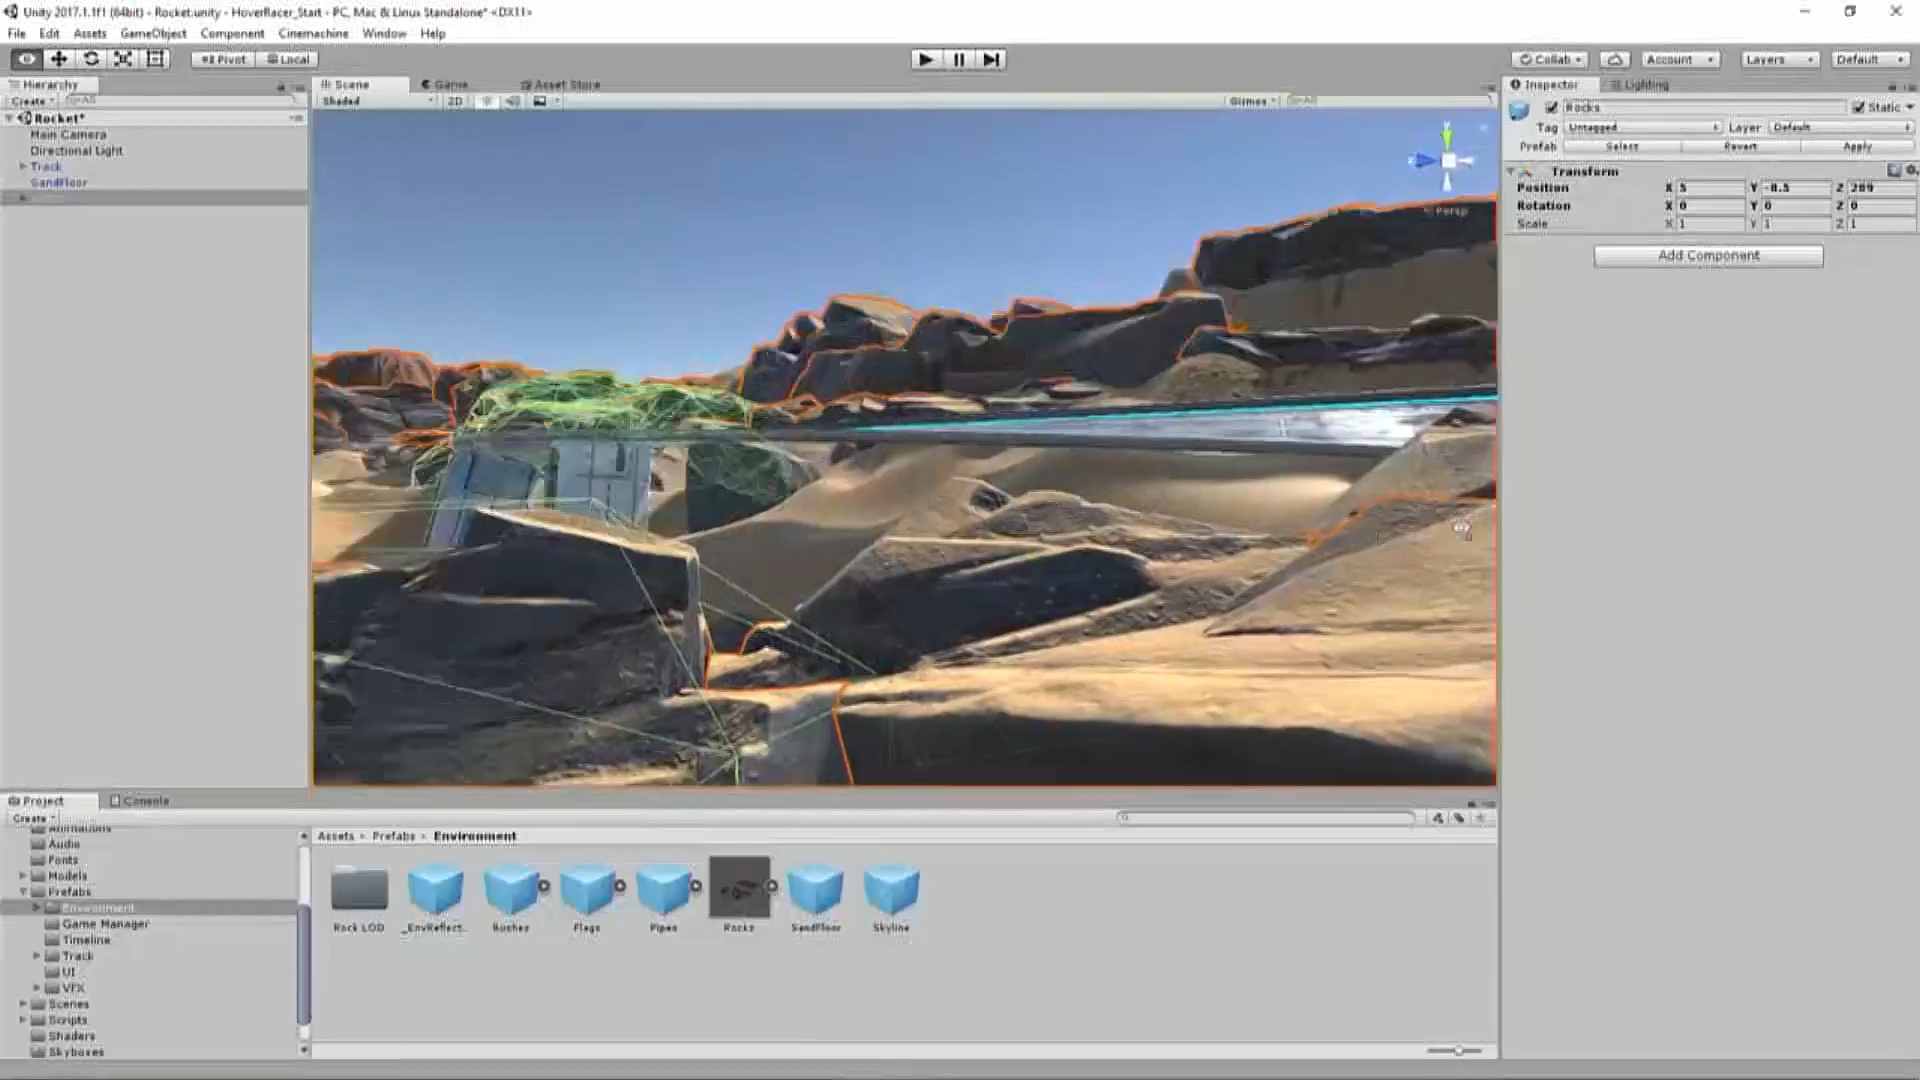 Unity 2017.1.1f1 (64bit) - Rocket.unity - HoverRacer_Start - PC, Mac & Linux Standalone* <DX11>
File Edit Assets GameObject Component Cinemachine Window Help
Pivot Local Collab Account Layers Default
Hierarchy Scene Game Asset Store Inspector Lighting
Create All Shaded 2D Gizmos All Rocks Static
Rocket*
Main Camera
Directional Light
Track
SandFloor
Tag Untagged Layer Default
Prefab Select Revert Apply
Transform
Position X 5 Y -8.5 Z 289
Rotation X 0 Y 0 Z 0
Scale X 1 Y 1 Z 1
Add Component
Persp
Project Console
Create
Animations
Audio
Fonts
Models
Prefabs
Environment
Game Manager
Timeline
Track
UI
VFX
Scenes
Scripts
Shaders
Skyboxes
Assets Prefabs Environment
Rock LOD _EnvReflect... Bushes Flags Pipes Rocks SandFloor Skyline